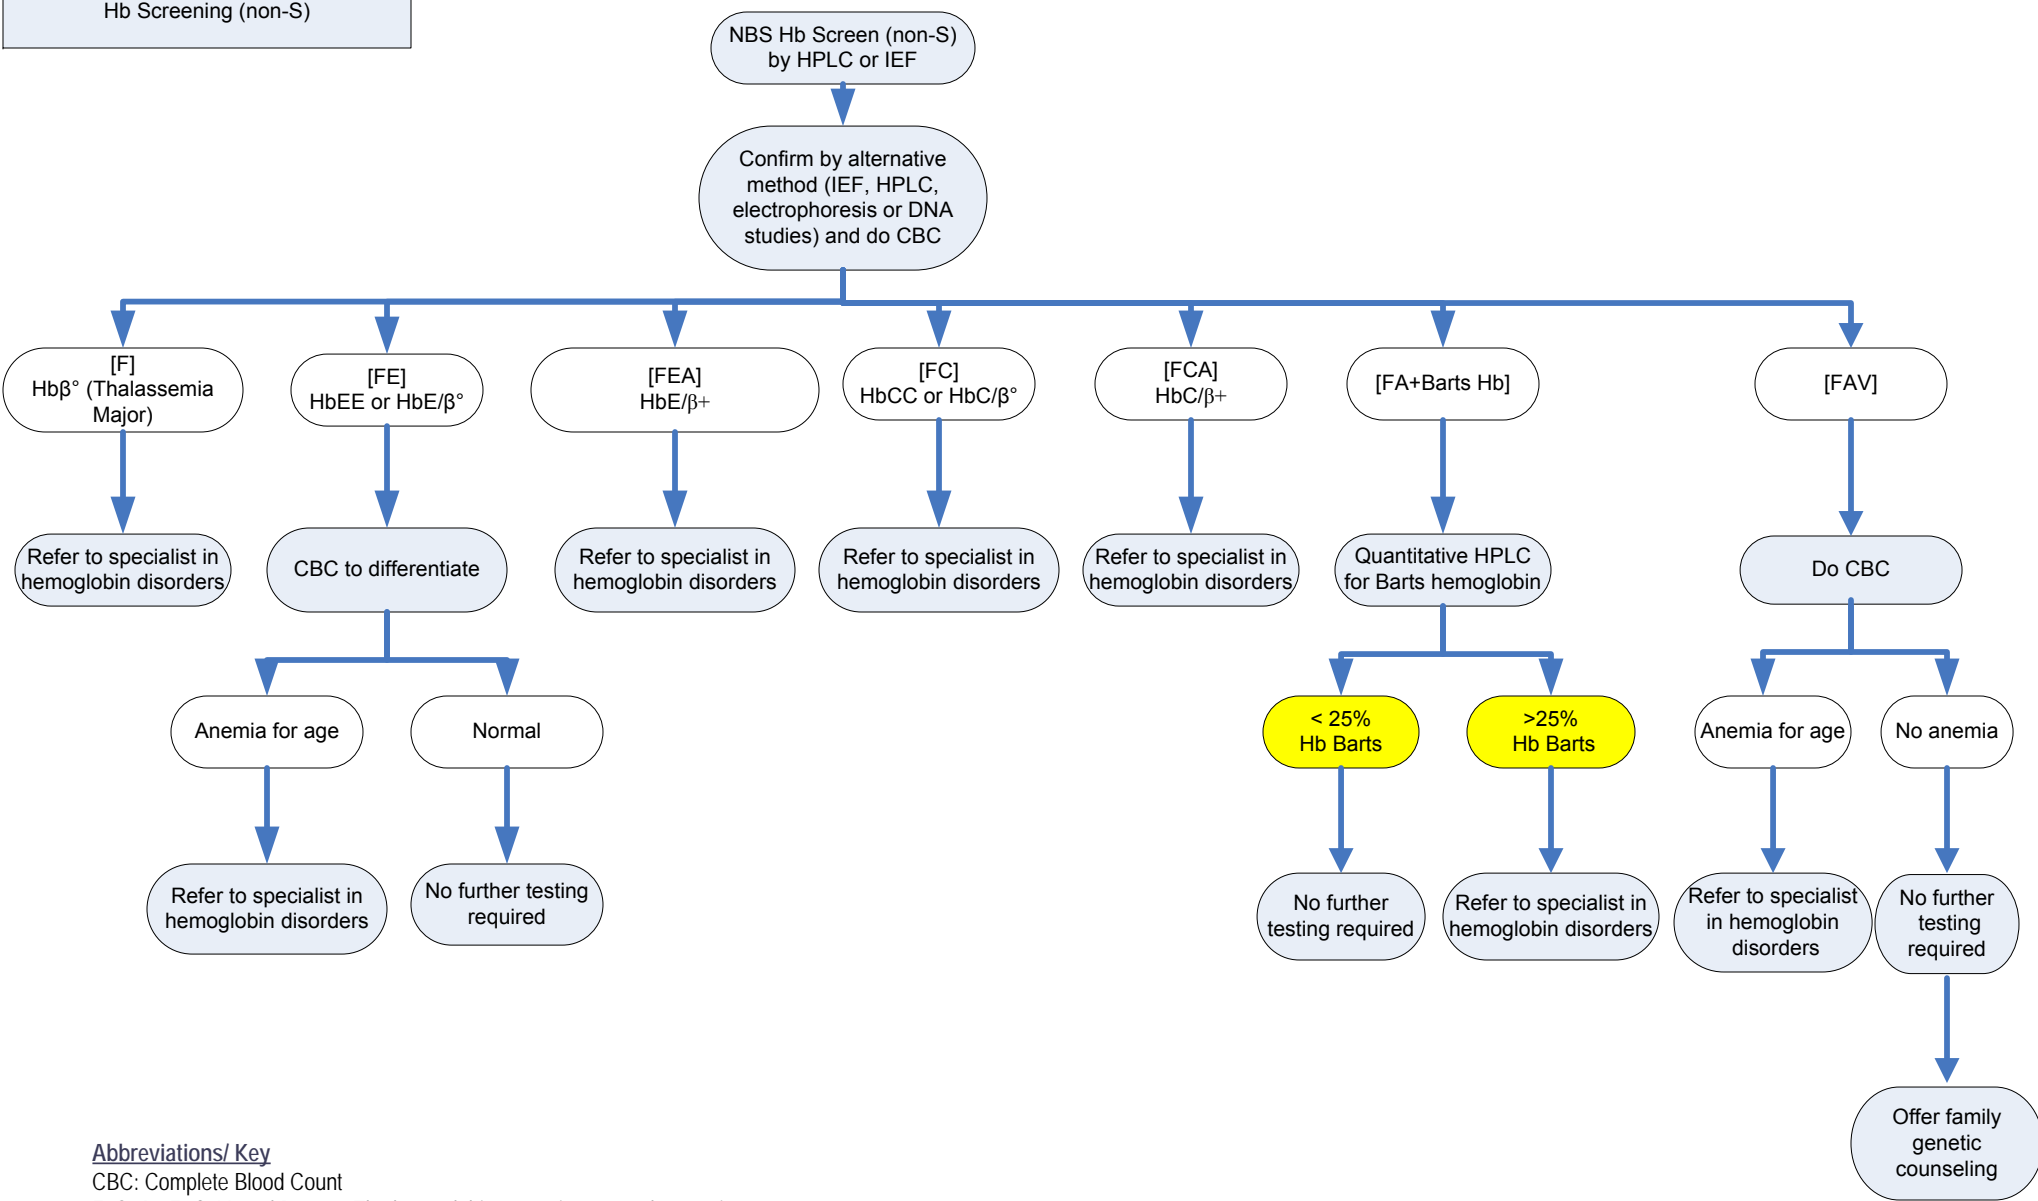 Hb Screening (non-S)
NBS Hb Screen (non-S)
by HPLC or IEF
Confirm by alternative
method (IEF, HPLC,
electrophoresis or DNA
studies) and do CBC
[F]
Hbβ° (Thalassemia
Major)
[FE]
HbEE or HbE/β°
[FEA]
HbE/β+
[FC]
HbCC or HbC/β°
[FCA]
HbC/β+
[FA+Barts Hb]
[FAV]
Refer to specialist in
hemoglobin disorders
CBC to differentiate
Refer to specialist in
hemoglobin disorders
Refer to specialist in
hemoglobin disorders
Refer to specialist in
hemoglobin disorders
Quantitative HPLC
for Barts hemoglobin
Do CBC
Anemia for age
Normal
< 25%
Hb Barts
>25%
Hb Barts
Anemia for age
No anemia
Refer to specialist in
hemoglobin disorders
No further testing
required
No further
testing required
Refer to specialist in
hemoglobin disorders
Refer to specialist
in hemoglobin
disorders
No further
testing
required
Offer family
genetic
counseling
Abbreviations/ Key
CBC: Complete Blood Count